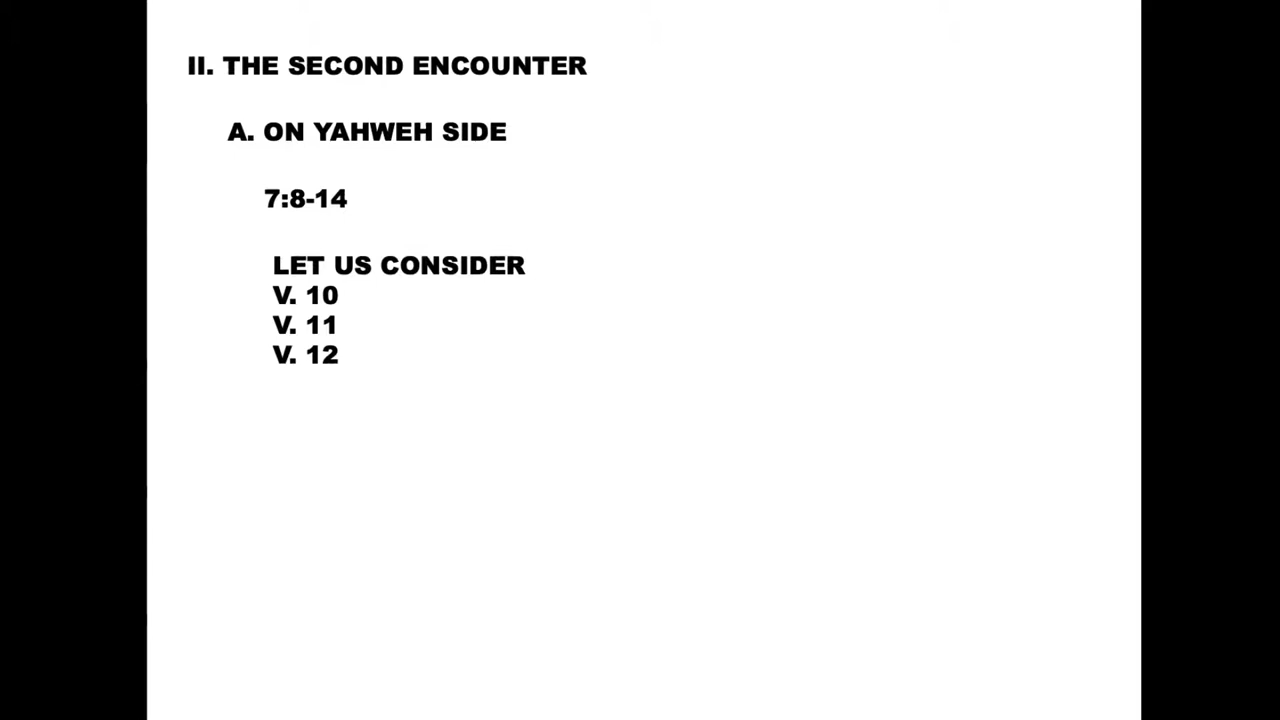 II. THE SECOND ENCOUNTER
A. ON YAHWEH SIDE
7:8-14
LET US CONSIDER
V. 10
V. 11
V. 12